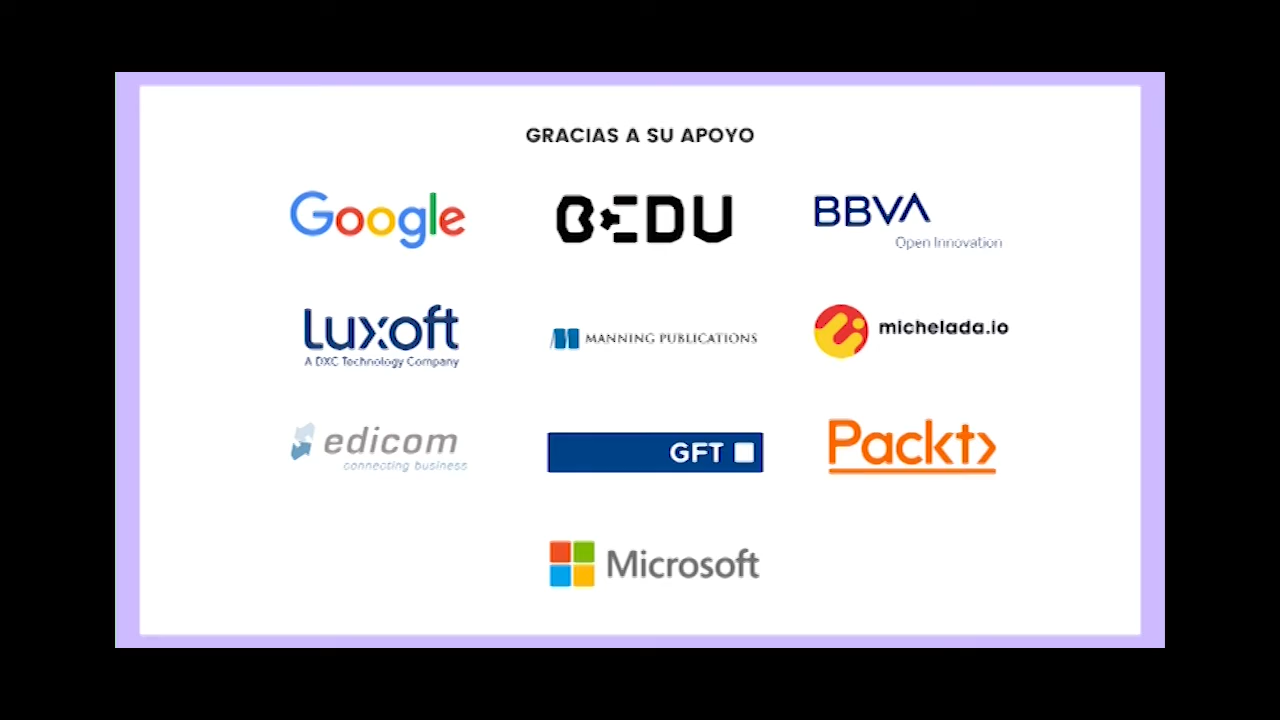 GRACIAS A SU APOYO
Google
BEDU
BBVA
Open Innovation
Luxoft
A DXC Technology Company
MANNING PUBLICATIONS
michelada.io
edicom
connecting business
GFT
Packt
Microsoft